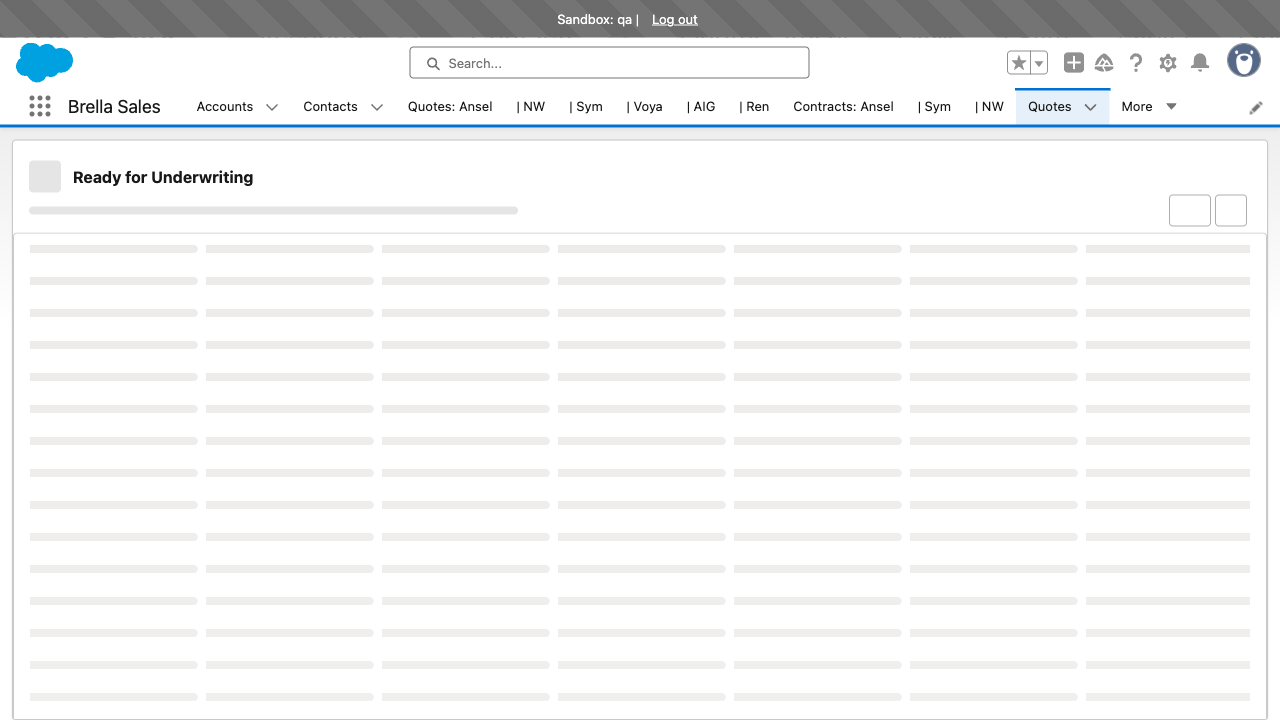 Sandbox: qa | Log out
Search...
Brella Sales Accounts Contacts Quotes: Ansel | NW | Sym | Voya | AIG | Ren Contracts: Ansel | Sym | NW Quotes More
Ready for Underwriting